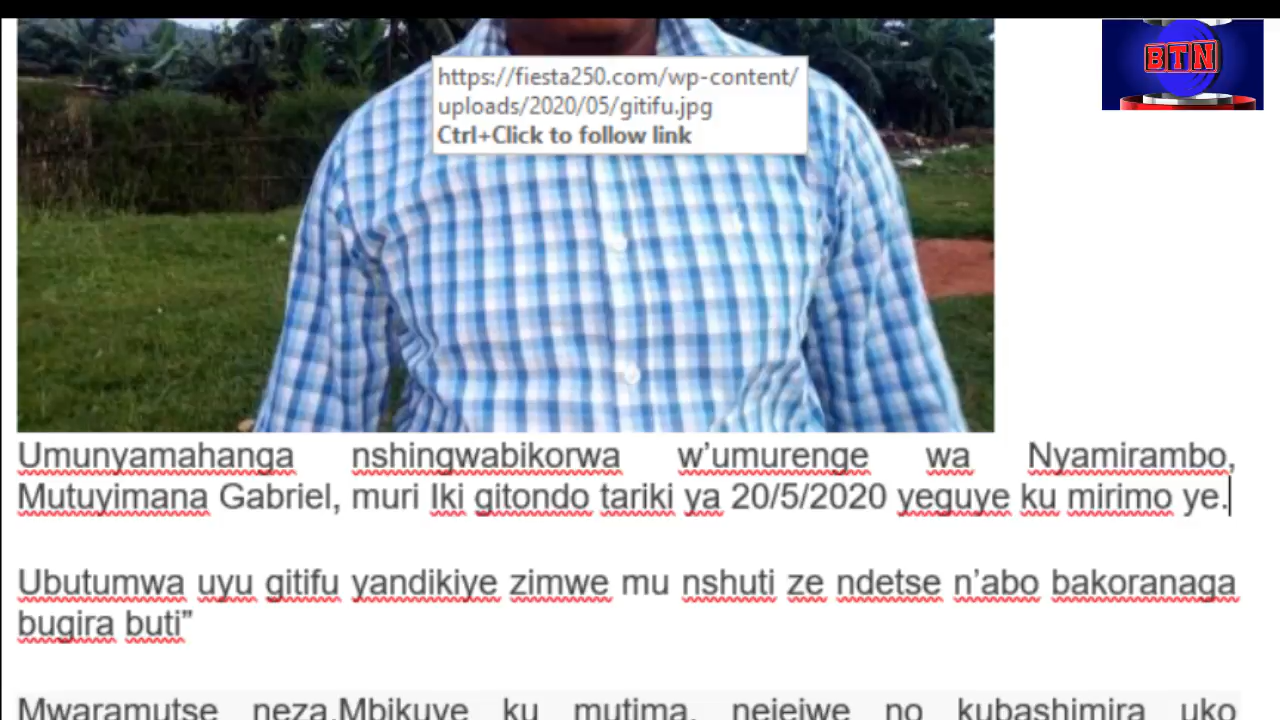 BTN
https://fiesta250.com/wp-content/
uploads/2020/05/gitifu.jpg
Ctrl+Click to follow link
Umunyamahanga nshingwabikorwa w’umurenge wa Nyamirambo,
Mutuyimana Gabriel, muri Iki gitondo tariki ya 20/5/2020 yeguye ku mirimo ye.
Ubutumwa uyu gitifu yandikiye zimwe mu nshuti ze ndetse n’abo bakoranaga
bugira buti”
Mwaramutse neza.Mbikuye ku mutima, nejejwe no kubashimira uko